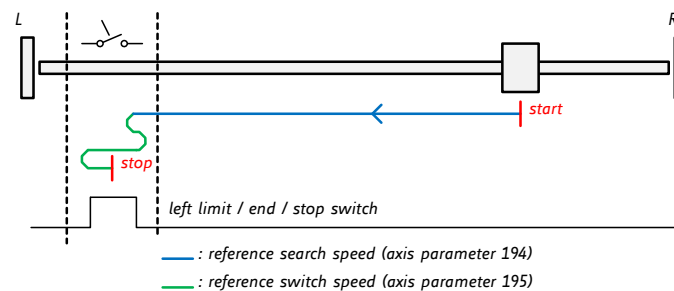 L
R
start
stop
left limit / end / stop switch
: reference search speed (axis parameter 194)
: reference switch speed (axis parameter 195)